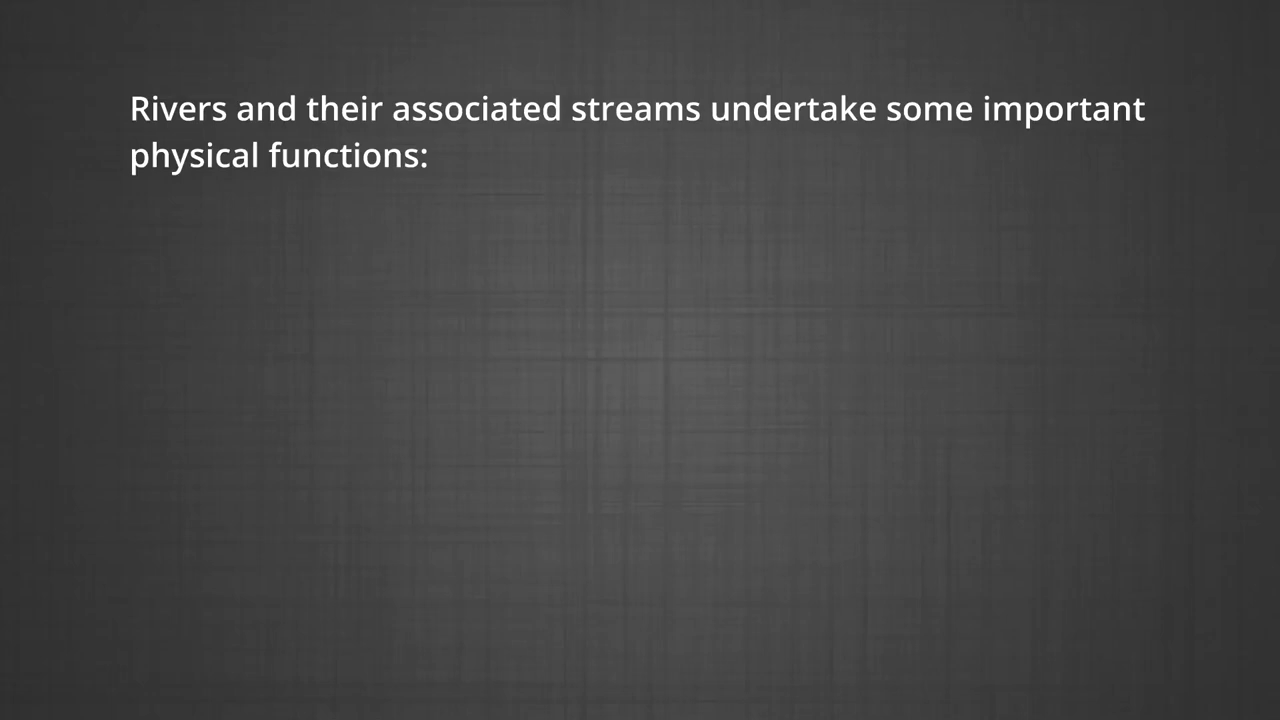 Rivers and their associated streams undertake some important
physical functions: